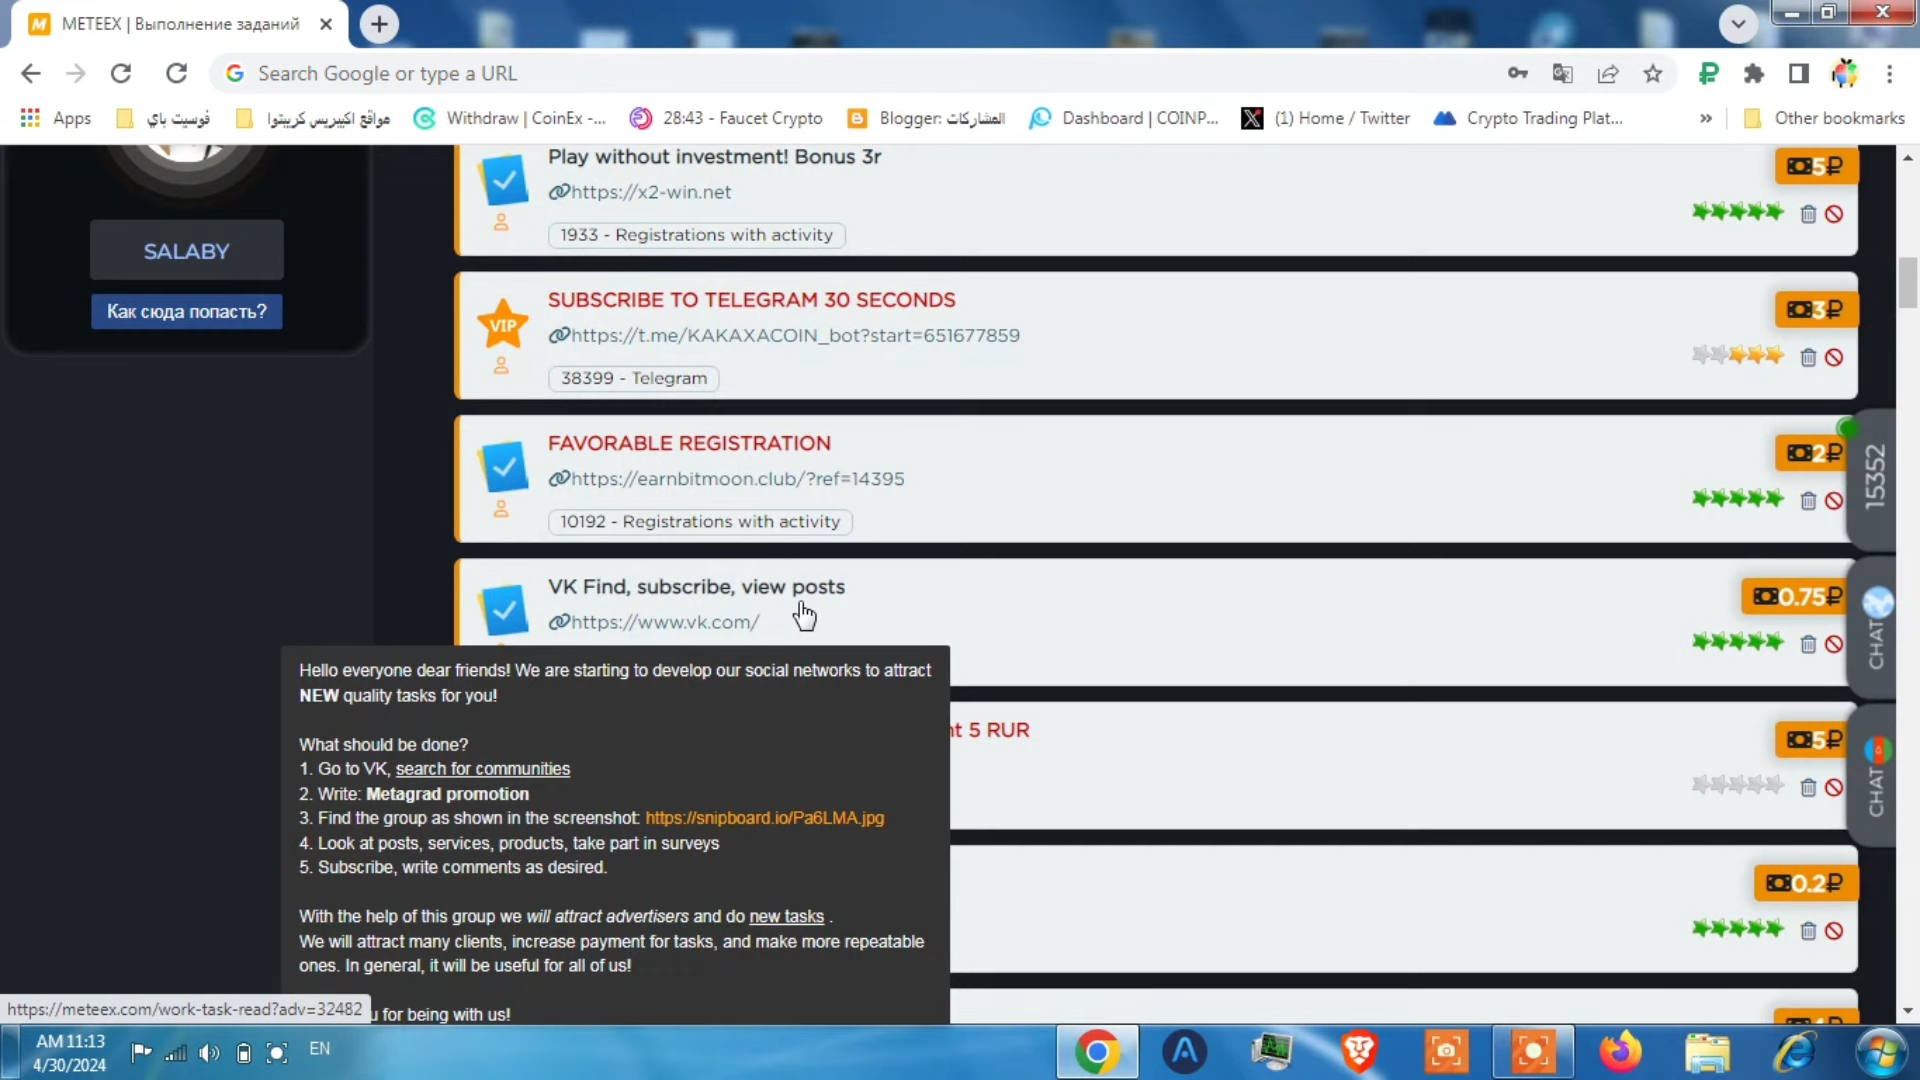 METEEX | Выполнение заданий
Search Google or type a URL
Apps
فوسيت باي
مواقع اكسبريس كريبتوا
Withdraw | CoinEx -...
28:43 - Faucet Crypto
Blogger: المشاركات
Dashboard | COINP...
(1) Home / Twitter
Crypto Trading Plat...
»
Other bookmarks
SALABY
Как сюда попасть?
Play without investment! Bonus 3r
https://x2-win.net
1933 - Registrations with activity
5₽
VIP
SUBSCRIBE TO TELEGRAM 30 SECONDS
https://t.me/KAKAXACOIN_bot?start=651677859
38399 - Telegram
3₽
FAVORABLE REGISTRATION
https://earnbitmoon.club/?ref=14395
10192 - Registrations with activity
2₽
15352
VK Find, subscribe, view posts
https://www.vk.com/
0.75₽
CHAT
Hello everyone dear friends! We are starting to develop our social networks to attract
NEW quality tasks for you!
What should be done?
1. Go to VK, search for communities
2. Write: Metagrad promotion
3. Find the group as shown in the screenshot: https://snipboard.io/Pa6LMA.jpg
4. Look at posts, services, products, take part in surveys
5. Subscribe, write comments as desired.
With the help of this group we will attract advertisers and do new tasks .
We will attract many clients, increase payment for tasks, and make more repeatable
ones. In general, it will be useful for all of us!
u for being with us!
nt 5 RUR
5₽
CHAT
0.2₽
https://meteex.com/work-task-read?adv=32482
AM 11:13
4/30/2024
EN